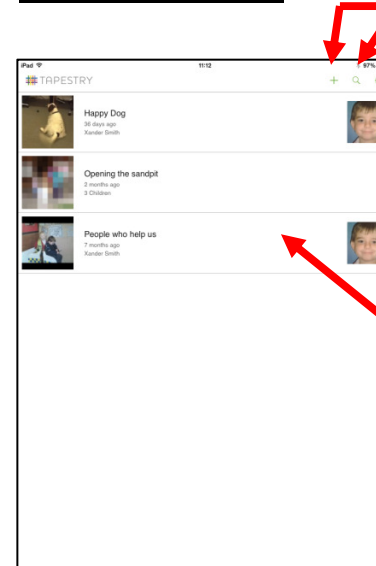 iPad 11:12 97%
TAPESTRY
Happy Dog
36 days ago
Xander Smith
Opening the sandpit
2 months ago
3 Children
People who help us
7 months ago
Xander Smith